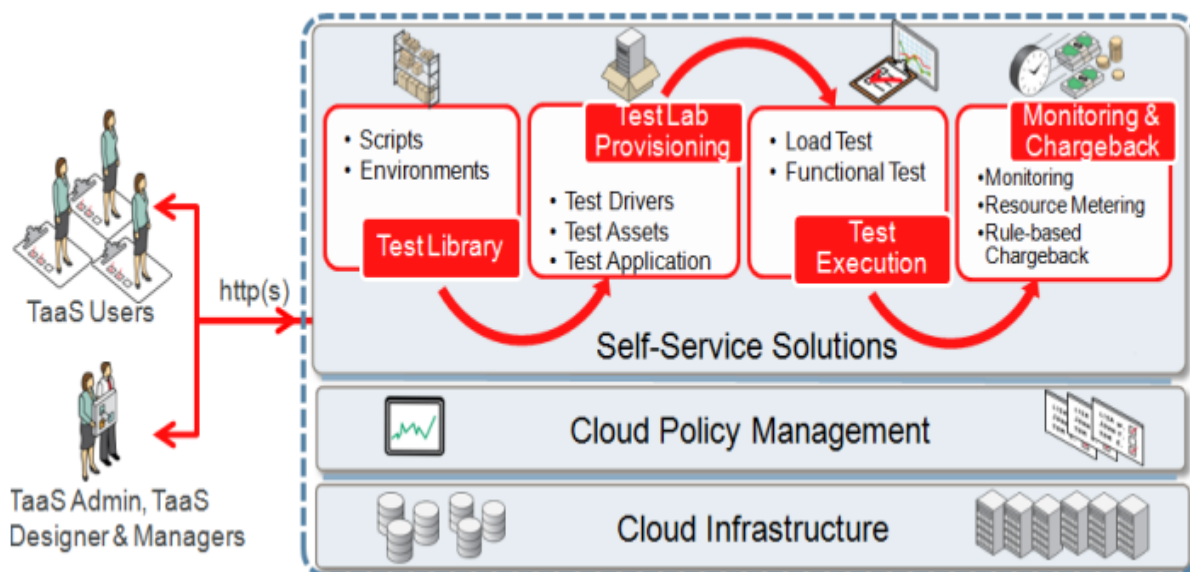 • Scripts
• Environments
Test Library
Test Lab
Provisioning
• Test Drivers
• Test Assets
• Test Application
• Load Test
• Functional Test
Test
Execution
Monitoring &
Chargeback
•Monitoring
•Resource Metering
•Rule-based
Chargeback
Self-Service Solutions
TaaS Users
http(s)
TaaS Admin, TaaS
Designer & Managers
Cloud Policy Management
Cloud Infrastructure